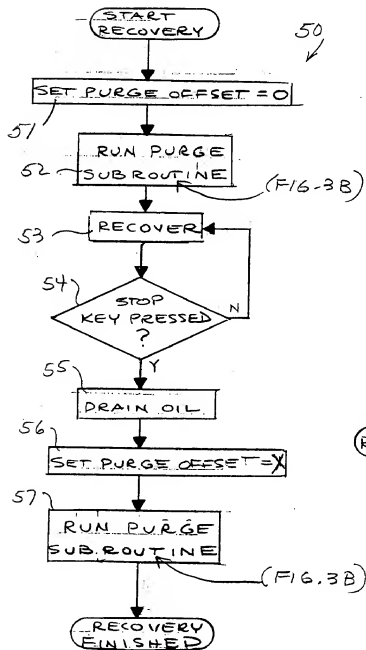 START
RECOVERY
50
SET PURGE OFFSET = 0
51
RUN PURGE
SUBROUTINE
52
(FIG. 3B)
RECOVER
53
54
STOP
KEY PRESSED
?
N
Y
55
DRAIN OIL
56
SET PURGE OFFSET = X
57
RUN PURGE
SUBROUTINE
(FIG. 3B)
RECOVERY
FINISHED